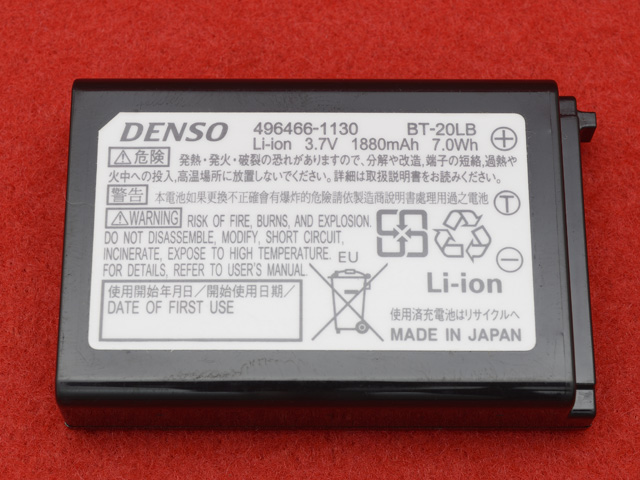 DENSO 496466-1130 BT-20LB
Li-ion 3.7V 1880mAh 7.0Wh
危険 発熱・発火・破裂の恐れがありますので、分解や改造、端子の短絡、過熱や
火中への投入、高温場所に放置しないでください。詳細は取扱説明書をお読みください。
警告 本電池如果更換不正確會有爆炸的危險請依製造商說明書處理用過之電池
WARNING RISK OF FIRE, BURNS, AND EXPLOSION.
DO NOT DISASSEMBLE, MODIFY, SHORT CIRCUIT,
INCINERATE, EXPOSE TO HIGH TEMPERATURE.
FOR DETAILS, REFER TO USER'S MANUAL.
EU
T
Li-ion
使用開始年月日/開始使用日期/
DATE OF FIRST USE
使用済充電池はリサイクルへ
MADE IN JAPAN